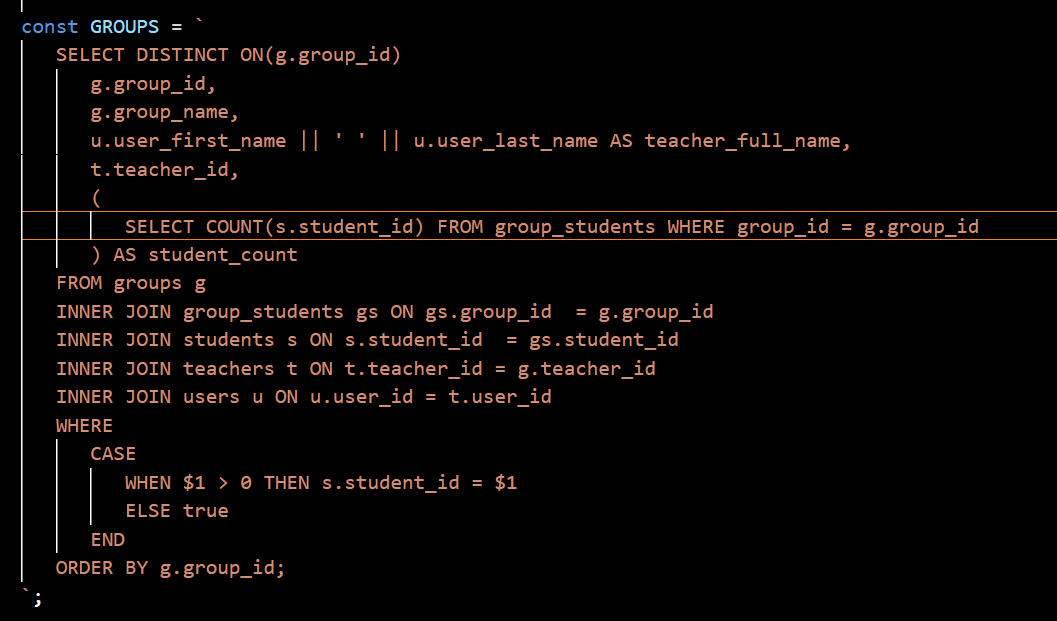 const GROUPS = `
SELECT DISTINCT ON(g.group_id)
g.group_id,
g.group_name,
u.user_first_name || ' ' || u.user_last_name AS teacher_full_name,
t.teacher_id,
(
SELECT COUNT(s.student_id) FROM group_students WHERE group_id = g.group_id
) AS student_count
FROM groups g
INNER JOIN group_students gs ON gs.group_id  = g.group_id
INNER JOIN students s ON s.student_id  = gs.student_id
INNER JOIN teachers t ON t.teacher_id = g.teacher_id
INNER JOIN users u ON u.user_id = t.user_id
WHERE
CASE
WHEN $1 > 0 THEN s.student_id = $1
ELSE true
END
ORDER BY g.group_id;
`;